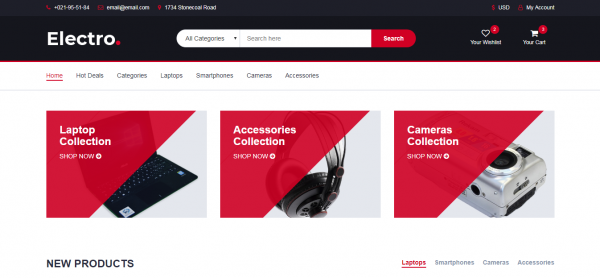 +021-95-51-84 email@email.com 1734 Stonecoal Road $ USD My Account
Electro.
All Categories Search here Search
2 3
Your Wishlist Your Cart
Home Hot Deals Categories Laptops Smartphones Cameras Accessories
Laptop
Collection
SHOP NOW
Accessories
Collection
SHOP NOW
Cameras
Collection
SHOP NOW
NEW PRODUCTS Laptops Smartphones Cameras Accessories